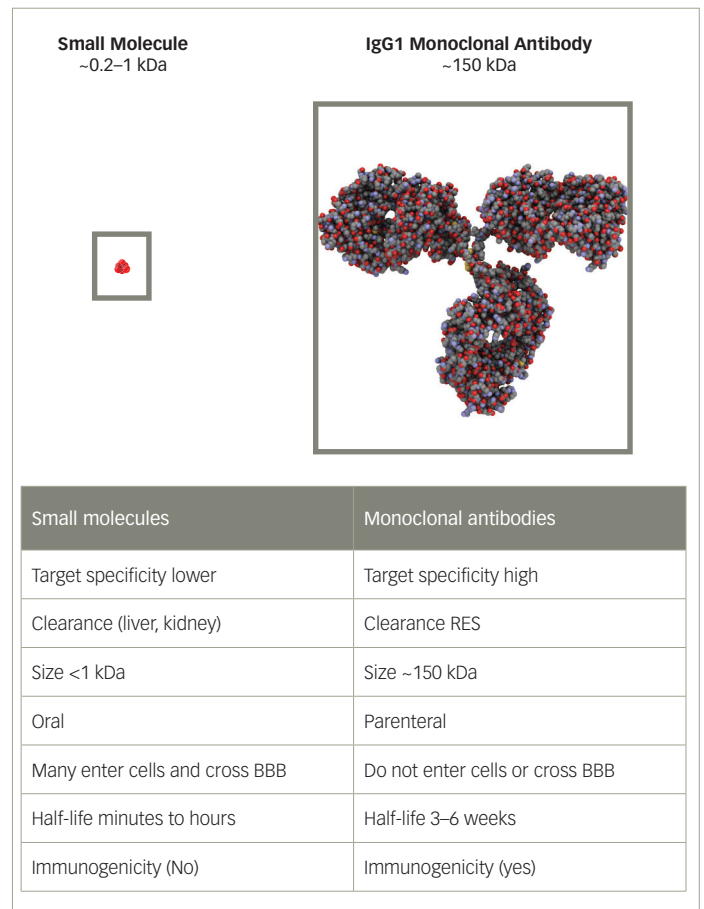 Small Molecule
~0.2–1 kDa
IgG1 Monoclonal Antibody
~150 kDa
Small molecules
Monoclonal antibodies
Target specificity lower
Target specificity high
Clearance (liver, kidney)
Clearance RES
Size <1 kDa
Size ~150 kDa
Oral
Parenteral
Many enter cells and cross BBB
Do not enter cells or cross BBB
Half-life minutes to hours
Half-life 3–6 weeks
Immunogenicity (No)
Immunogenicity (yes)